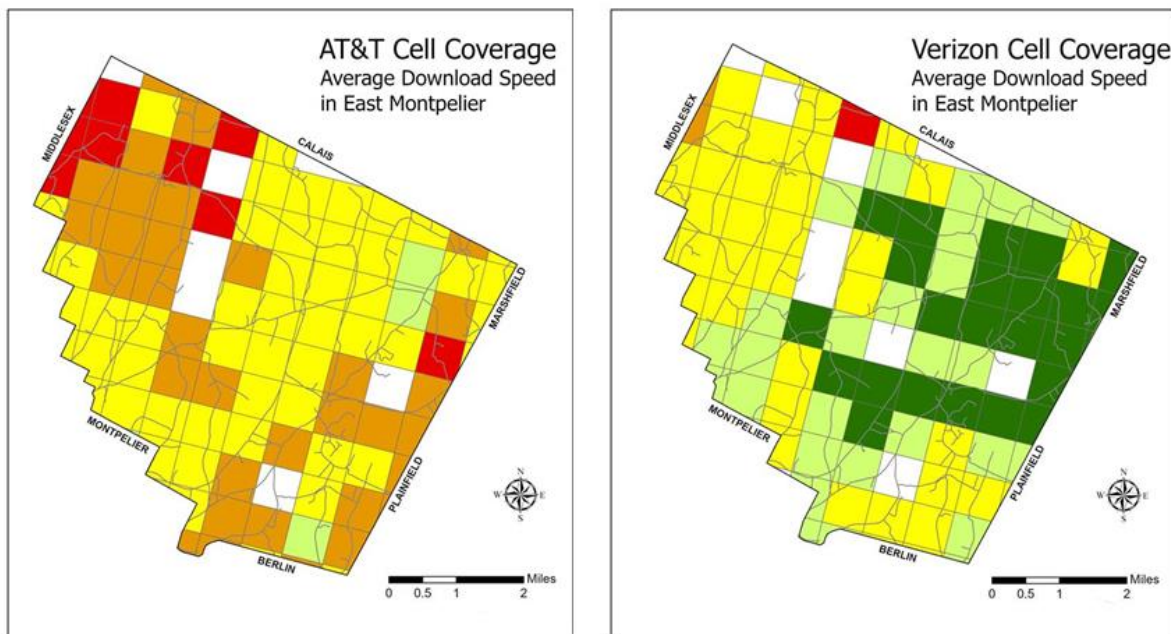 AT&T Cell Coverage
Average Download Speed
in East Montpelier
MIDDLESEX
CALAIS
MARSHFIELD
MONTPELIER
PLAINFIELD
BERLIN
N
W
E
S
Miles
0 0.5 1 2
Verizon Cell Coverage
Average Download Speed
in East Montpelier
MIDDLESEX
CALAIS
MARSHFIELD
MONTPELIER
PLAINFIELD
BERLIN
N
W
E
S
Miles
0 0.5 1 2